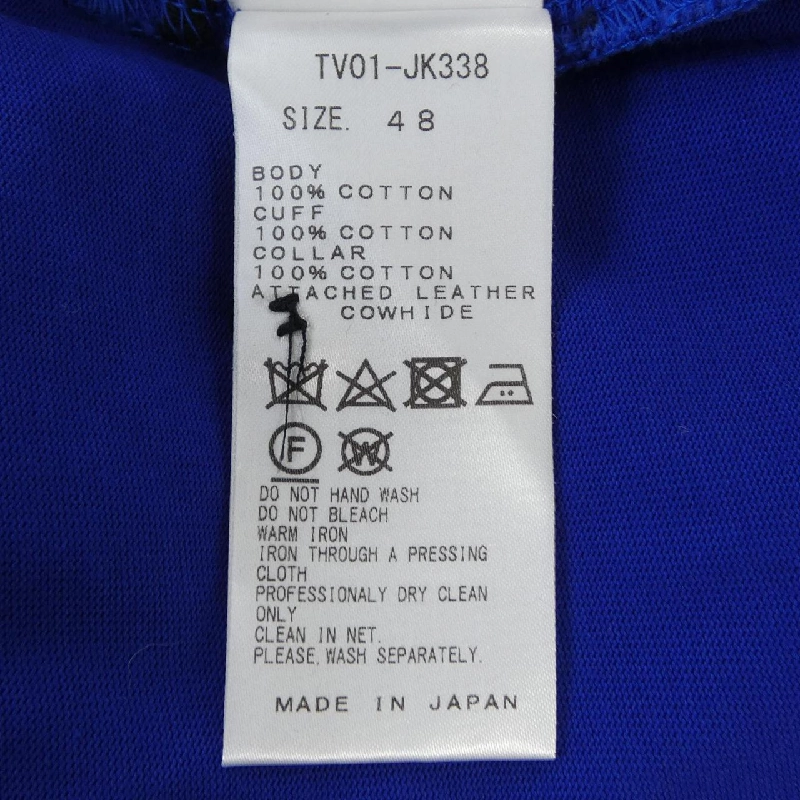 TV01-JK338
SIZE. 48
BODY
100% COTTON
CUFF
100% COTTON
COLLAR
100% COTTON
ATTACHED LEATHER
COWHIDE
F W
DO NOT HAND WASH
DO NOT BLEACH
WARM IRON
IRON THROUGH A PRESSING
CLOTH
PROFESSIONALY DRY CLEAN
ONLY
CLEAN IN NET.
PLEASE.WASH SEPARATELY.
MADE IN JAPAN